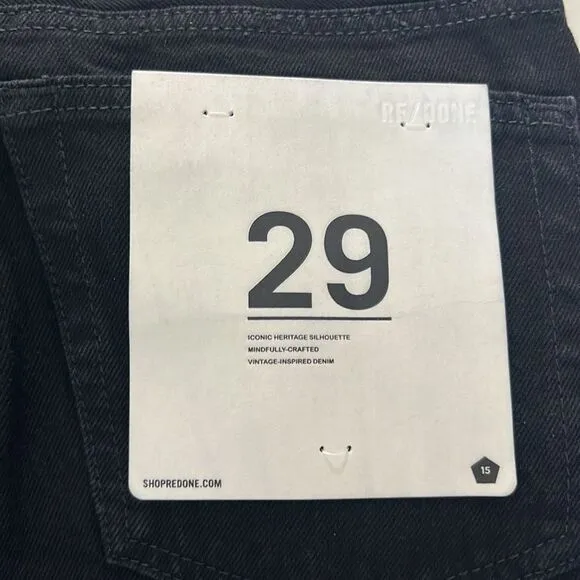 RE/DONE
29
ICONIC HERITAGE SILHOUETTE
MINDFULLY-CRAFTED
VINTAGE-INSPIRED DENIM
SHOPREDONE.COM
15